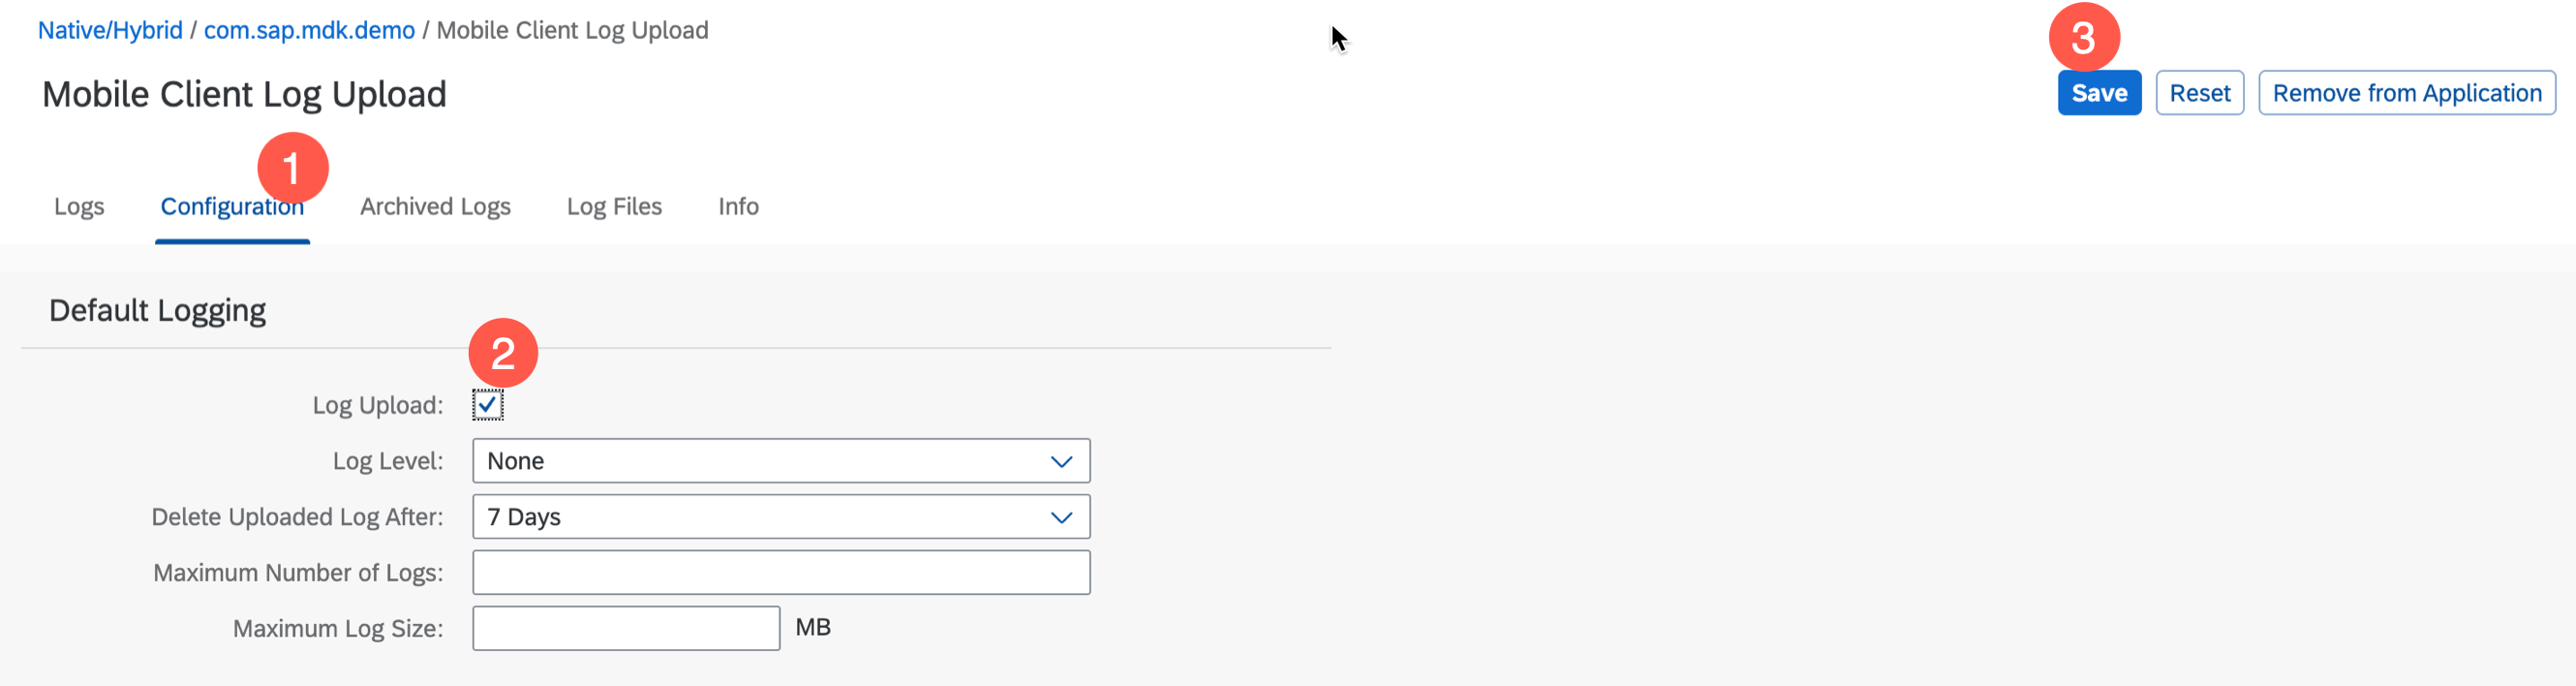 Native/Hybrid / com.sap.mdk.demo / Mobile Client Log Upload
3
Mobile Client Log Upload
Save Reset Remove from Application
1
Logs Configuration Archived Logs Log Files Info
Default Logging
2
Log Upload:
Log Level: None
Delete Uploaded Log After: 7 Days
Maximum Number of Logs:
Maximum Log Size: MB